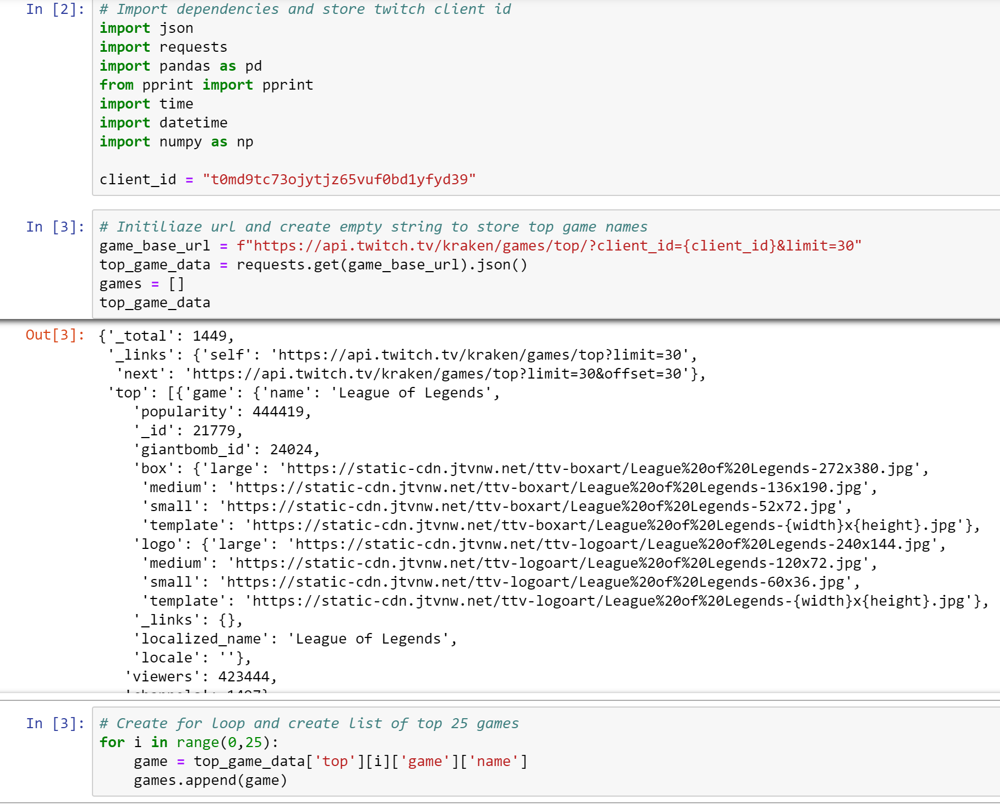 In [2]: # Import dependencies and store twitch client id
import json
import requests
import pandas as pd
from pprint import pprint
import time
import datetime
import numpy as np
client_id = "t0md9tc73ojytjz65vuf0bd1yfyd39"
In [3]: # Initiliaze url and create empty string to store top game names
game_base_url = f"https://api.twitch.tv/kraken/games/top/?client_id={client_id}&limit=30"
top_game_data = requests.get(game_base_url).json()
games = []
top_game_data
Out[3]: {'_total': 1449,
'_links': {'self': 'https://api.twitch.tv/kraken/games/top?limit=30',
'next': 'https://api.twitch.tv/kraken/games/top?limit=30&offset=30'},
'top': [{'game': {'name': 'League of Legends',
'popularity': 444419,
'_id': 21779,
'giantbomb_id': 24024,
'box': {'large': 'https://static-cdn.jtvnw.net/ttv-boxart/League%20of%20Legends-272x380.jpg',
'medium': 'https://static-cdn.jtvnw.net/ttv-boxart/League%20of%20Legends-136x190.jpg',
'small': 'https://static-cdn.jtvnw.net/ttv-boxart/League%20of%20Legends-52x72.jpg',
'template': 'https://static-cdn.jtvnw.net/ttv-boxart/League%20of%20Legends-{width}x{height}.jpg'},
'logo': {'large': 'https://static-cdn.jtvnw.net/ttv-logoart/League%20of%20Legends-240x144.jpg',
'medium': 'https://static-cdn.jtvnw.net/ttv-logoart/League%20of%20Legends-120x72.jpg',
'small': 'https://static-cdn.jtvnw.net/ttv-logoart/League%20of%20Legends-60x36.jpg',
'template': 'https://static-cdn.jtvnw.net/ttv-logoart/League%20of%20Legends-{width}x{height}.jpg'},
'_links': {},
'localized_name': 'League of Legends',
'locale': ''},
'viewers': 423444,
In [3]: # Create for loop and create list of top 25 games
for i in range(0,25):
game = top_game_data['top'][i]['game']['name']
games.append(game)